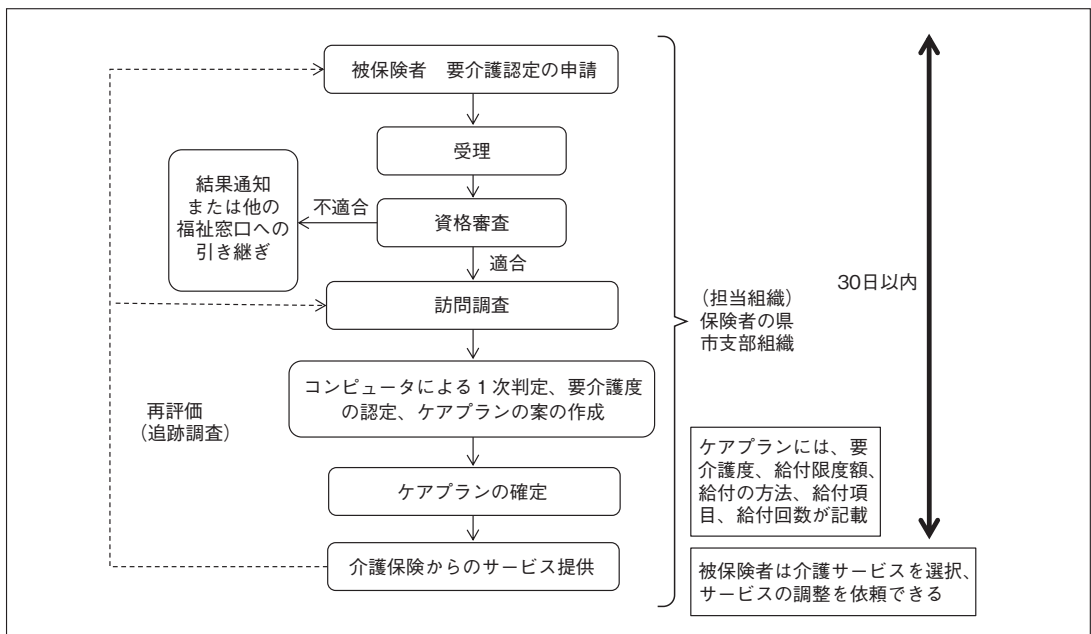 被保険者　要介護認定の申請
受理
結果通知
または他の
福祉窓口への
引き継ぎ
不適合
資格審査
適合
訪問調査
コンピュータによる１次判定、要介護度
の認定、ケアプランの案の作成
再評価
（追跡調査）
ケアプランの確定
介護保険からのサービス提供
（担当組織）
保険者の県
市支部組織
30日以内
ケアプランには、要
介護度、給付限度額、
給付の方法、給付項
目、給付回数が記載
被保険者は介護サービスを選択、
サービスの調整を依頼できる